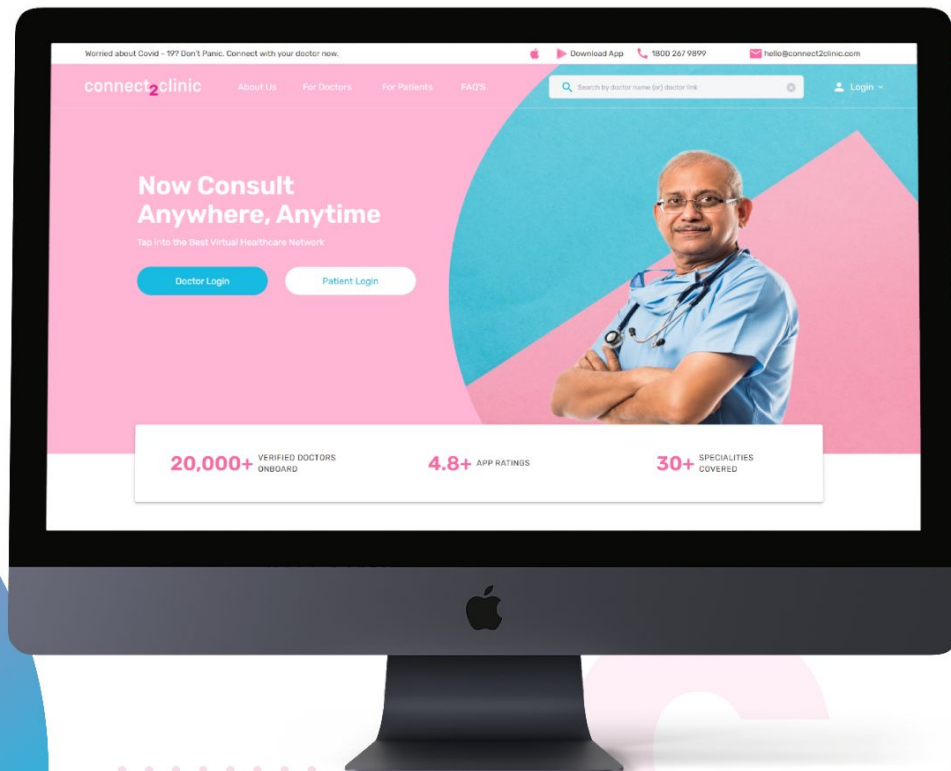 Worried about Covid - 19? Don't Panic. Connect with your doctor now.
Download App
1800 267 9899
hello@connect2clinic.com
connect2clinic
About Us
For Doctors
For Patients
FAQ'S
Search by doctor name (or) doctor link
Login
Now Consult
Anywhere, Anytime
Tap into the Best Virtual Healthcare Network
Doctor Login
Patient Login
20,000+ VERIFIED DOCTORS
ONBOARD
4.8+ APP RATINGS
30+ SPECIALITIES
COVERED